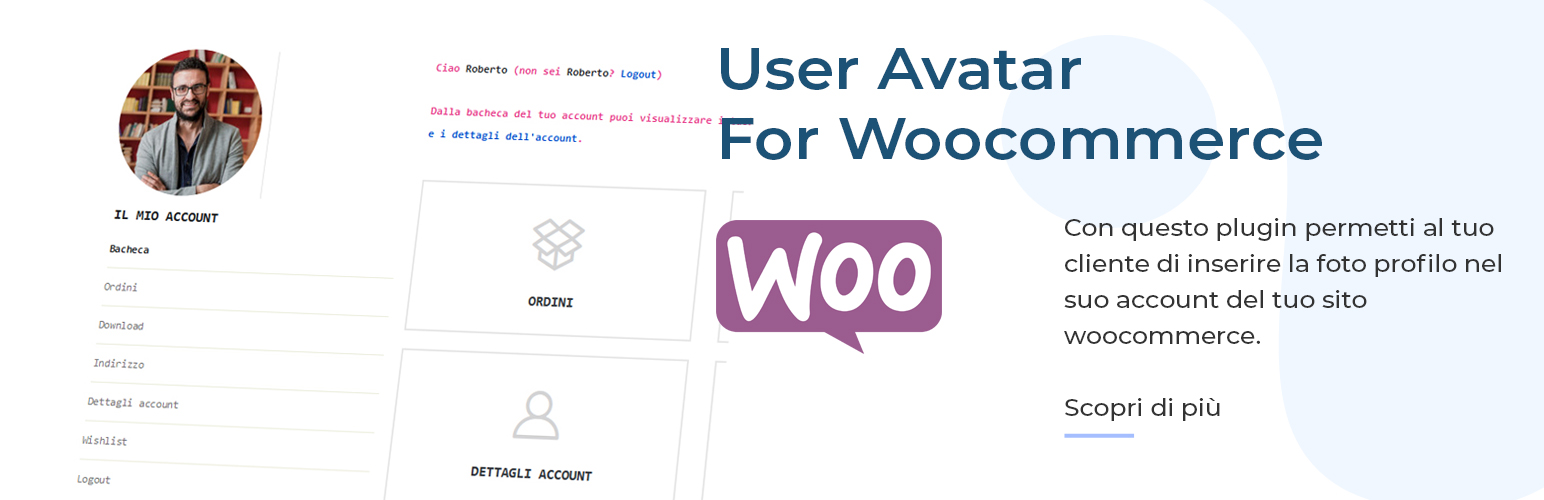 Ciao Roberto (non sei Roberto? Logout)
Dalla bacheca del tuo account puoi visualizzare i
e i dettagli dell'account.
IL MIO ACCOUNT
Bacheca
Ordini
Download
Indirizzo
Dettagli account
Wishlist
Logout
ORDINI
DETTAGLI ACCOUNT
User Avatar
For Woocommerce
WOO
Con questo plugin permetti al tuo
cliente di inserire la foto profilo nel
suo account del tuo sito
woocommerce.
Scopri di più